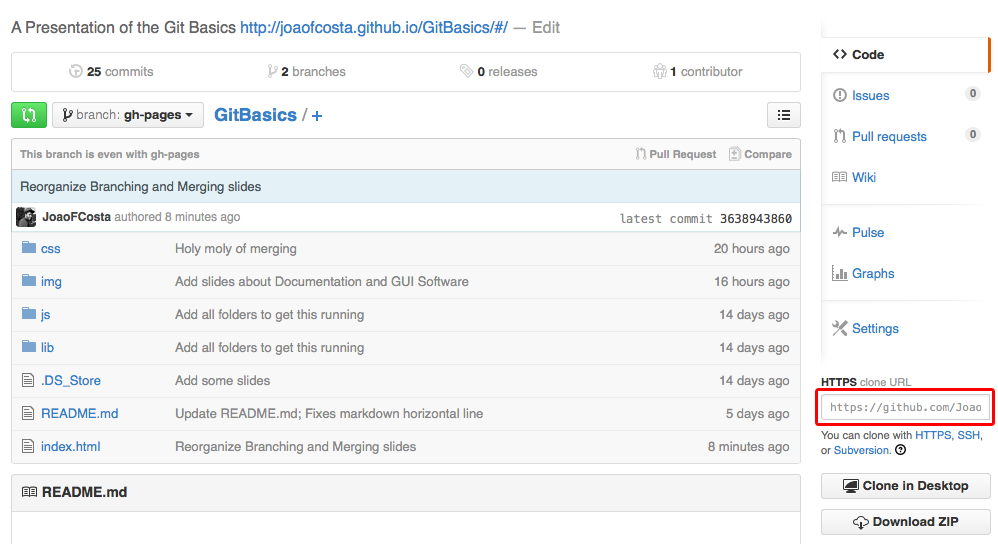 A Presentation of the Git Basics http://joaofcosta.github.io/GitBasics/#/ — Edit
25 commits 2 branches 0 releases 1 contributor
branch: gh-pages GitBasics / +
This branch is even with gh-pages Pull Request Compare
Reorganize Branching and Merging slides
JoaoFCosta authored 8 minutes ago latest commit 3638943860
css Holy moly of merging 20 hours ago
img Add slides about Documentation and GUI Software 16 hours ago
js Add all folders to get this running 14 days ago
lib Add all folders to get this running 14 days ago
.DS_Store Add some slides 14 days ago
README.md Update README.md; Fixes markdown horizontal line 5 days ago
index.html Reorganize Branching and Merging slides 8 minutes ago
README.md
Code
Issues 0
Pull requests 0
Wiki
Pulse
Graphs
Settings
HTTPS clone URL
https://github.com/Joao
You can clone with HTTPS, SSH,
or Subversion.
Clone in Desktop
Download ZIP